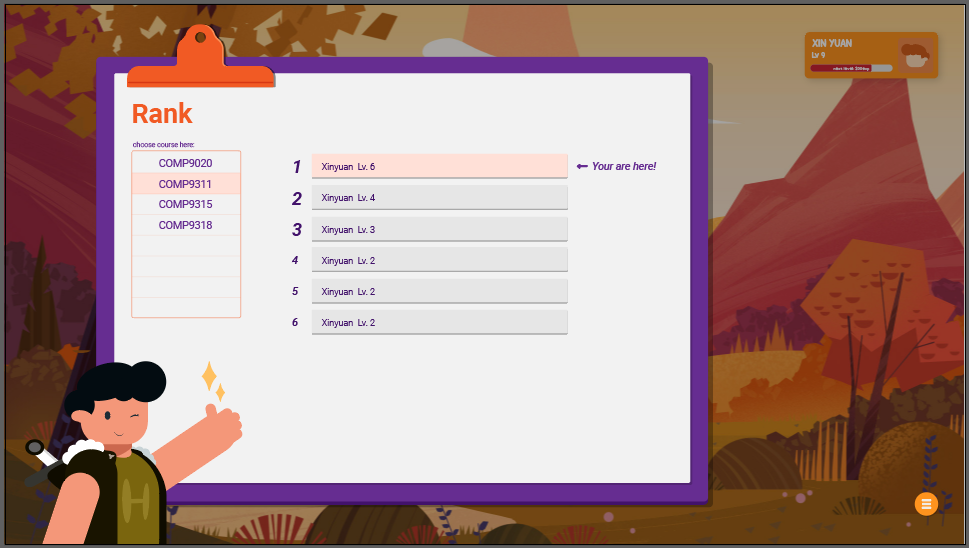 XIN YUAN
Lv 9
Rank
choose course here:
COMP9020
COMP9311
COMP9315
COMP9318
1 Xinyuan Lv. 6 Your are here!
2 Xinyuan Lv. 4
3 Xinyuan Lv. 3
4 Xinyuan Lv. 2
5 Xinyuan Lv. 2
6 Xinyuan Lv. 2